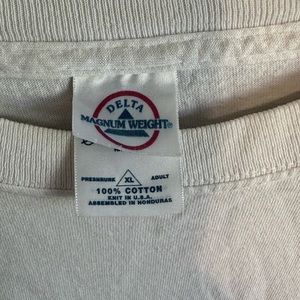 DELTA
MAGNUM WEIGHT®
PRESHRUNK XL ADULT
100% COTTON
KNIT IN U.S.A.
ASSEMBLED IN HONDURAS